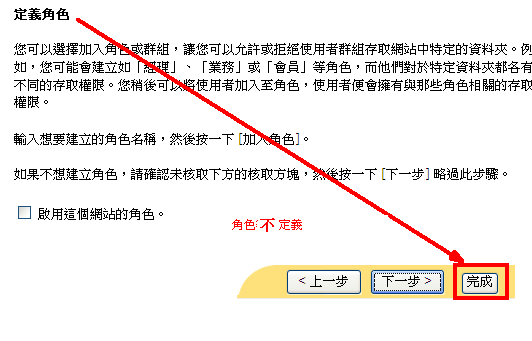 定義角色
您可以選擇加入角色或群組，讓您可以允許或拒絕使用者群組存取網站中特定的資料夾。例
如，您可能會建立如「經理」、「業務」或「會員」等角色，而他們對於特定資料夾都各有
不同的存取權限。您稍後可以將使用者加入至角色，使用者便會擁有與那些角色相關的存取
權限。
輸入想要建立的角色名稱，然後按一下 [加入角色]。
如果不想建立角色，請確認未核取下方的核取方塊，然後按一下 [下一步] 略過此步驟。
啟用這個網站的角色。
角色不 定義
< 上一步 下一步 > 完成